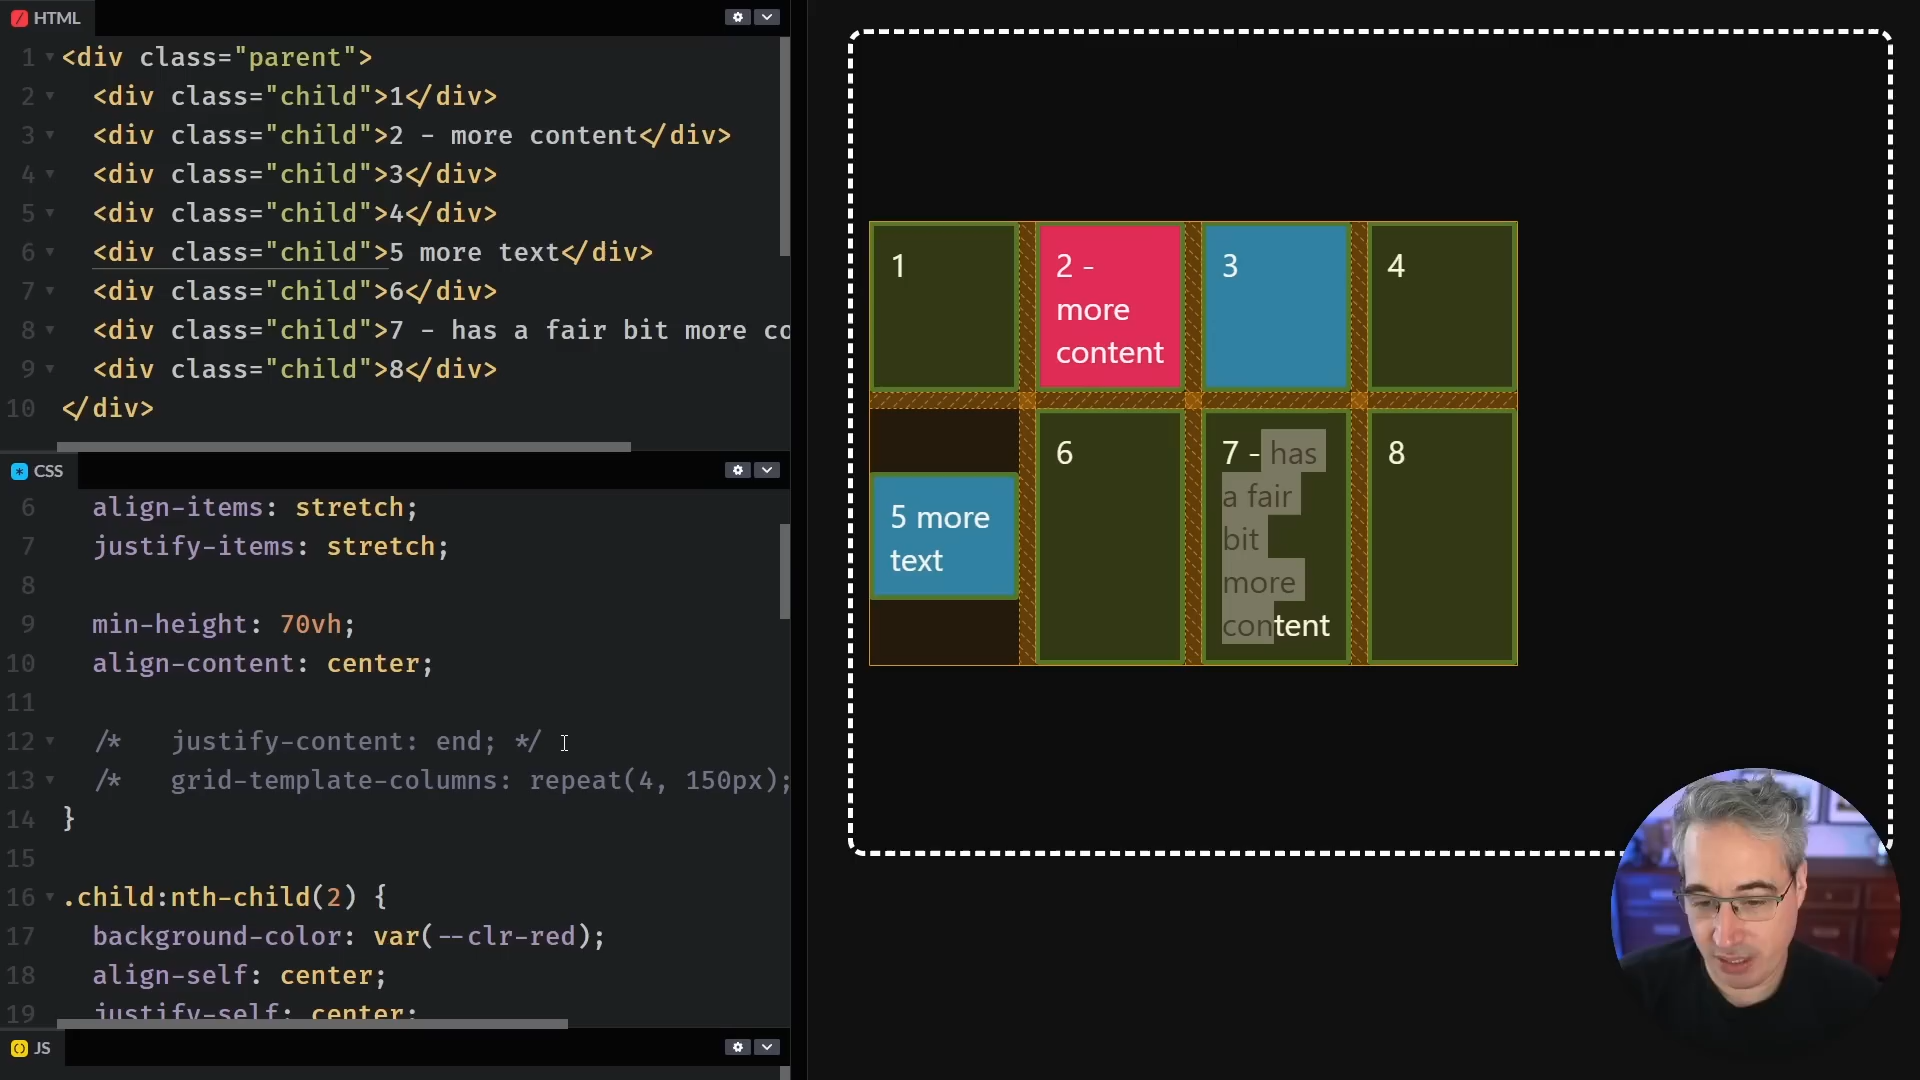 HTML
1 <div class="parent">
2 <div class="child">1</div>
3 <div class="child">2 - more content</div>
4 <div class="child">3</div>
5 <div class="child">4</div>
6 <div class="child">5 more text</div>
7 <div class="child">6</div>
8 <div class="child">7 - has a fair bit more co
9 <div class="child">8</div>
10 </div>
CSS
6 align-items: stretch;
7 justify-items: stretch;
8
9 min-height: 70vh;
10 align-content: center;
11
12 /* justify-content: end; */
13 /* grid-template-columns: repeat(4, 150px);
14 }
15
16 .child:nth-child(2) {
17 background-color: var(--clr-red);
18 align-self: center;
19 justify-self: center;
JS
1
2 -
more
content
3
4
5 more
text
6
7 - has
a fair
bit
more
content
8